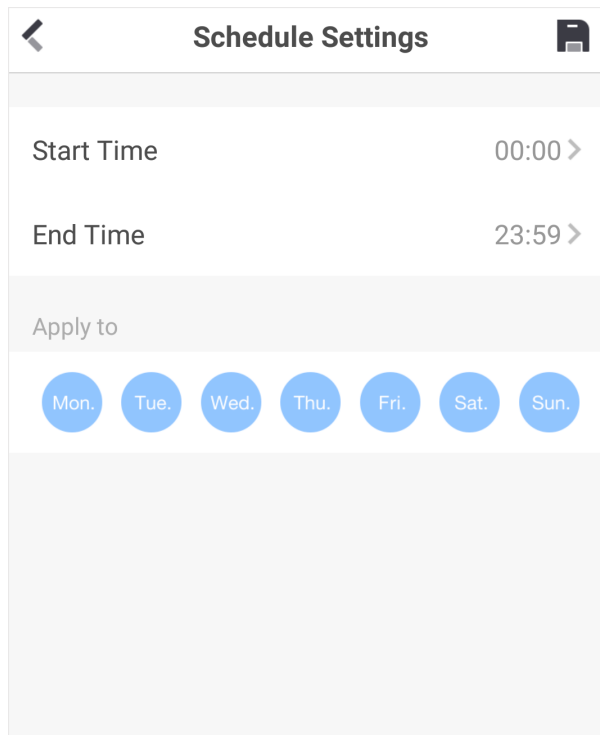 Schedule Settings
Start Time 00:00
End Time 23:59
Apply to
Mon. Tue. Wed. Thu. Fri. Sat. Sun.